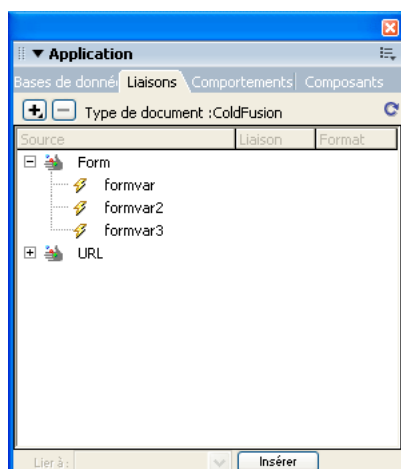 Application
Bases de donné Liaisons Comportements Composants
Type de document :ColdFusion
Source Liaison Format
Form
formvar
formvar2
formvar3
URL
Lier à : Insérer